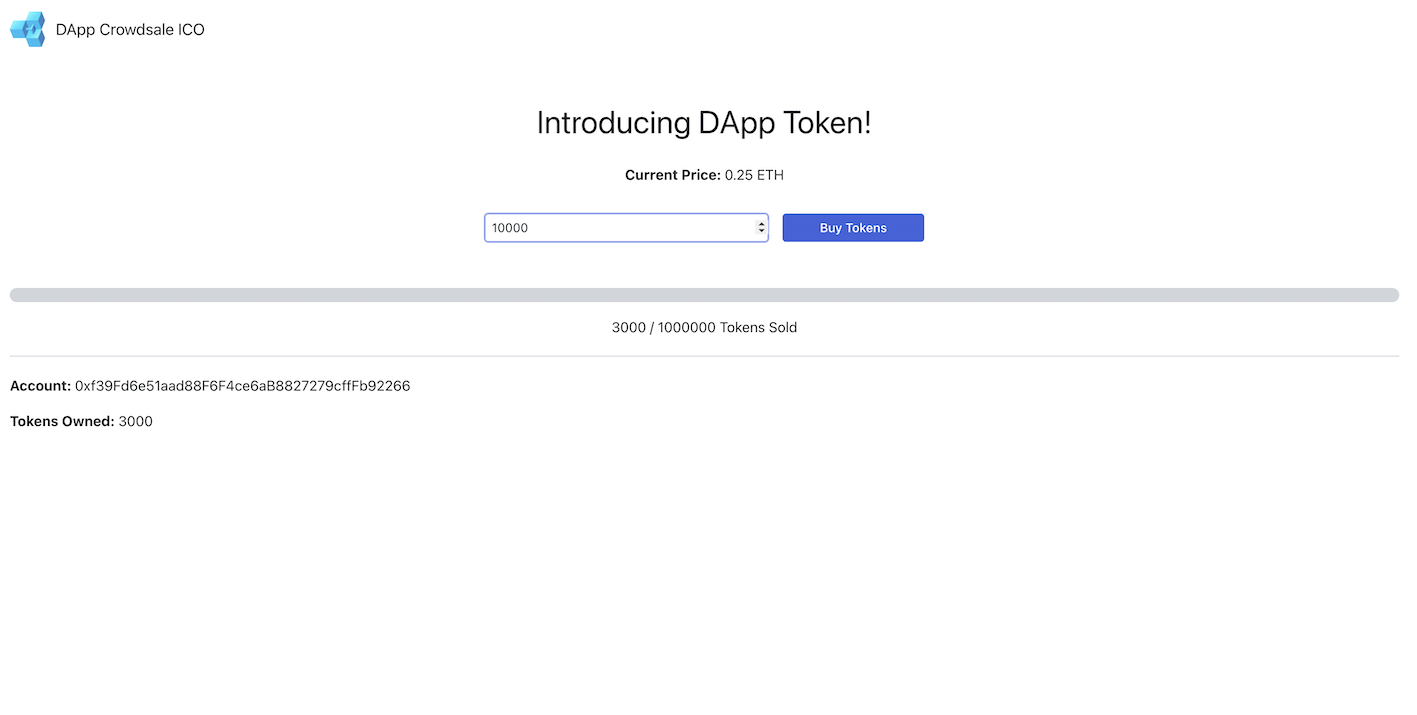 DApp Crowdsale ICO
Introducing DApp Token!
Current Price: 0.25 ETH
10000
Buy Tokens
3000 / 1000000 Tokens Sold
Account: 0xf39Fd6e51aad88F6F4ce6aB8827279cffFb92266
Tokens Owned: 3000